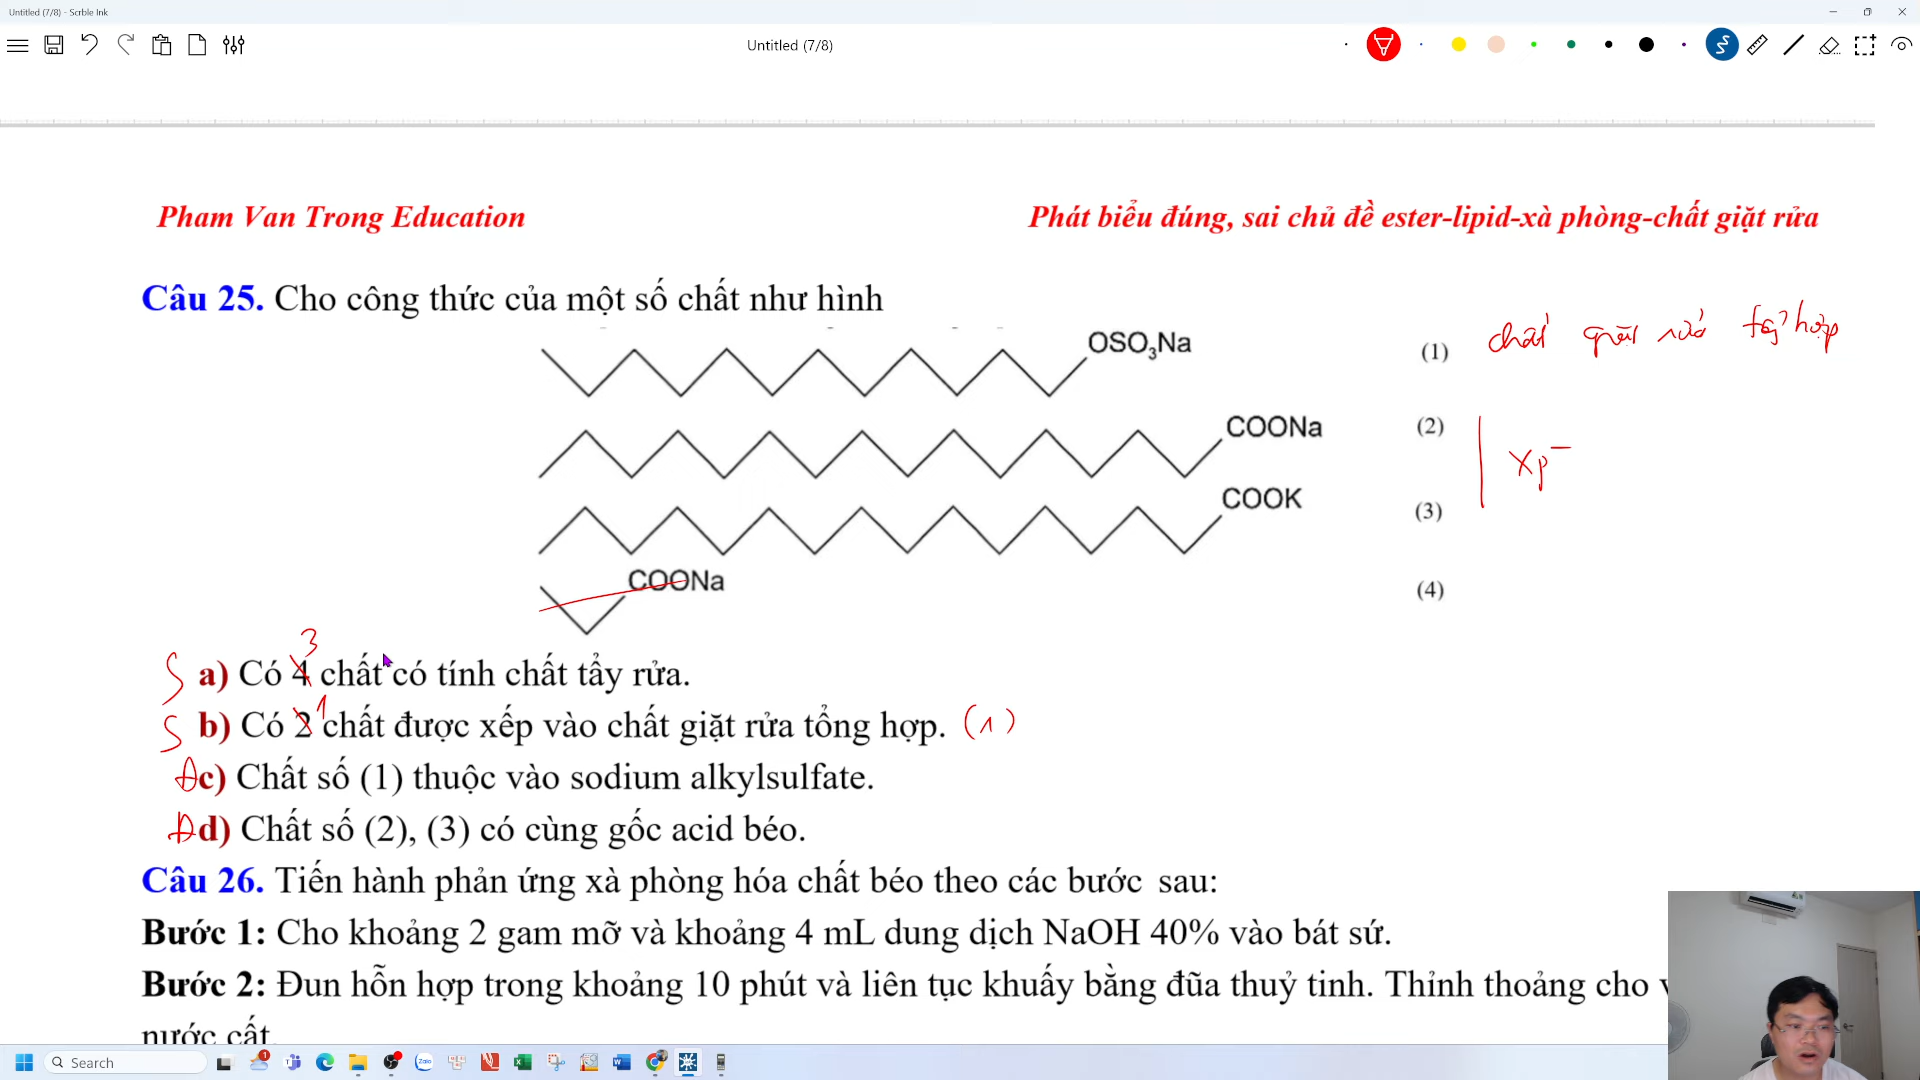 Untitled (7/8) - Scrble Ink
Untitled (7/8)
Pham Van Trong Education
Phát biểu đúng, sai chủ đề ester-lipid-xà phòng-chất giặt rửa
Câu 25. Cho công thức của một số chất như hình
OSO₃Na (1) chất giặt rửa tổng hợp
COONa (2)
xp
COOK (3)
COONa (4)
3
S a) Có 4 chất có tính chất tẩy rửa.
1
S b) Có 2 chất được xếp vào chất giặt rửa tổng hợp. (1)
Đ c) Chất số (1) thuộc vào sodium alkylsulfate.
Đ d) Chất số (2), (3) có cùng gốc acid béo.
Câu 26. Tiến hành phản ứng xà phòng hóa chất béo theo các bước sau:
Bước 1: Cho khoảng 2 gam mỡ và khoảng 4 mL dung dịch NaOH 40% vào bát sứ.
Bước 2: Đun hỗn hợp trong khoảng 10 phút và liên tục khuấy bằng đũa thuỷ tinh. Thỉnh thoảng cho
nước cất.
Search